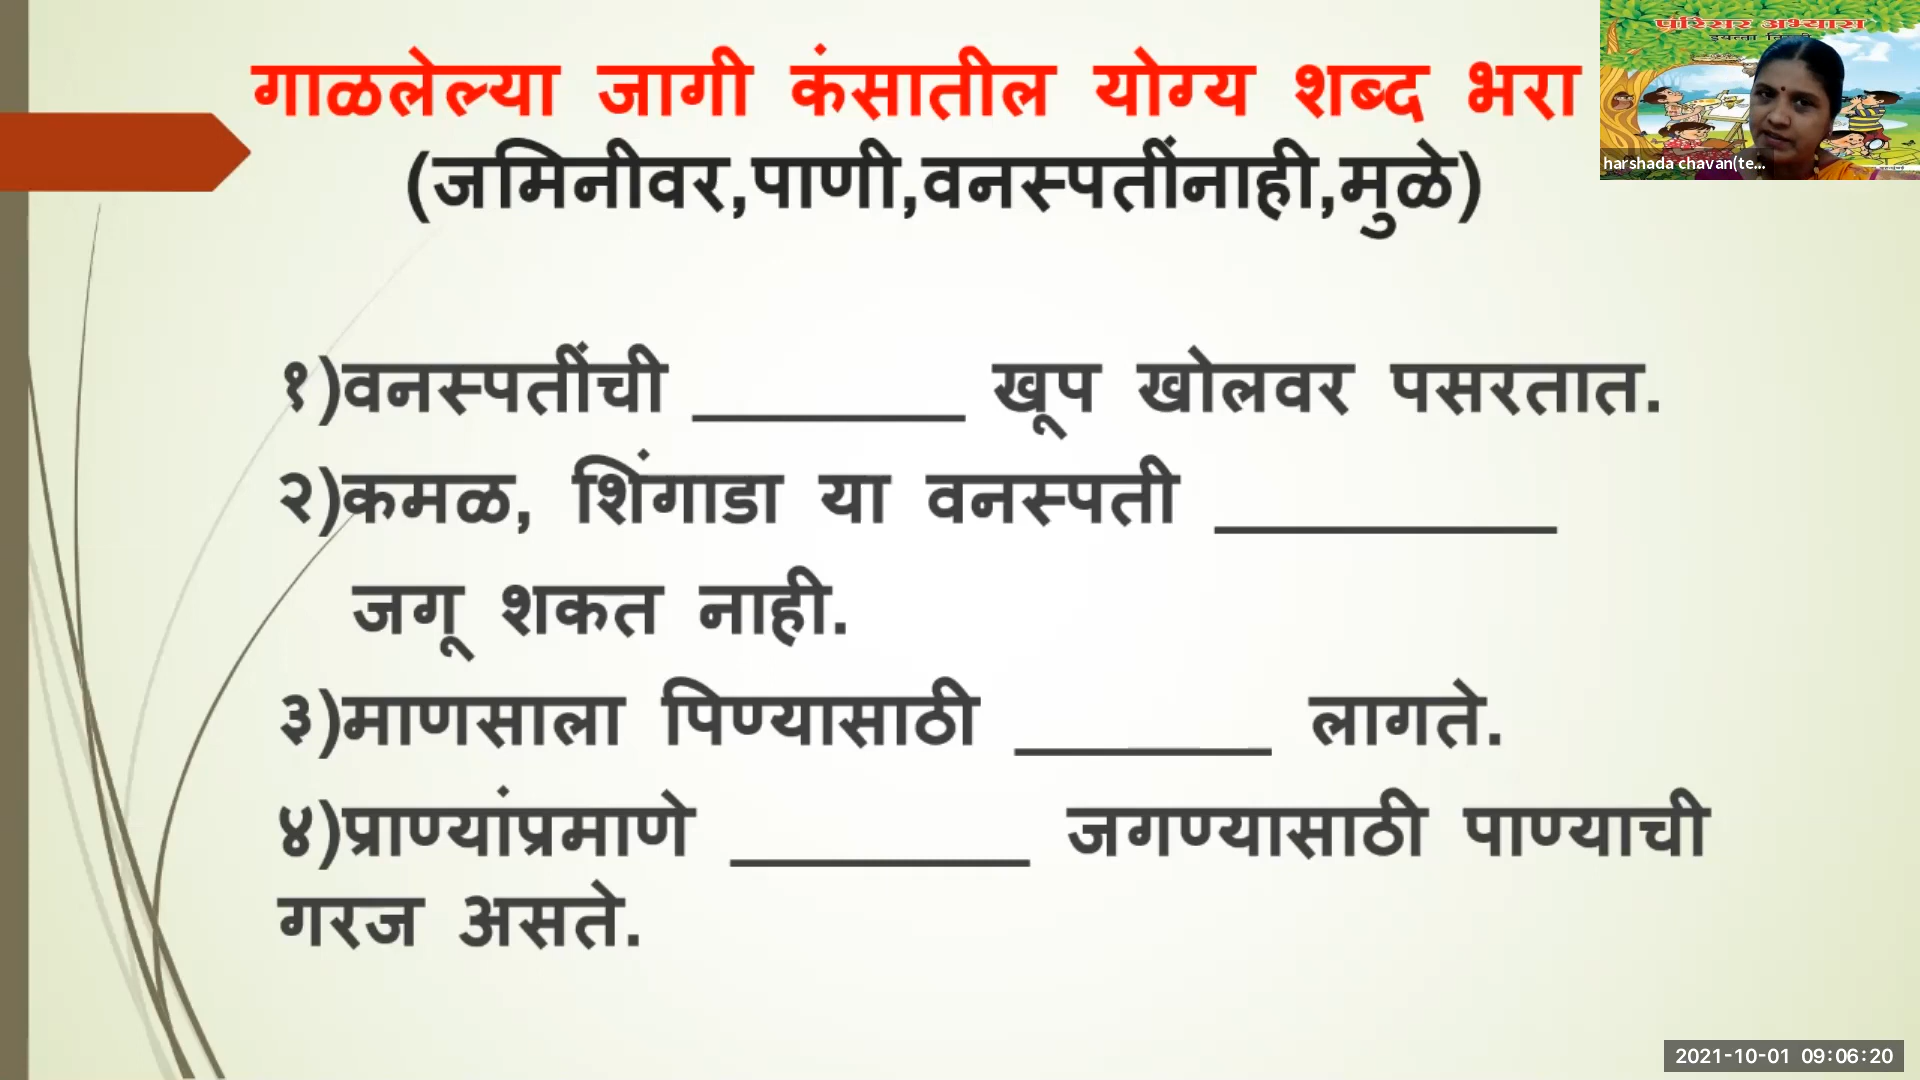 गाळलेल्या जागी कंसातील योग्य शब्द भरा
(जमिनीवर,पाणी,वनस्पतींनाही,मुळे)
१)वनस्पतींची ________ खूप खोलवर पसरतात.
२)कमळ, शिंगाडा या वनस्पती __________
जगू शकत नाही.
३)माणसाला पिण्यासाठी ________ लागते.
४)प्राण्यांप्रमाणे _________ जगण्यासाठी पाण्याची
गरज असते.
परिसर अभ्यास
harshada chavan(te...
2021-10-01 09:06:20